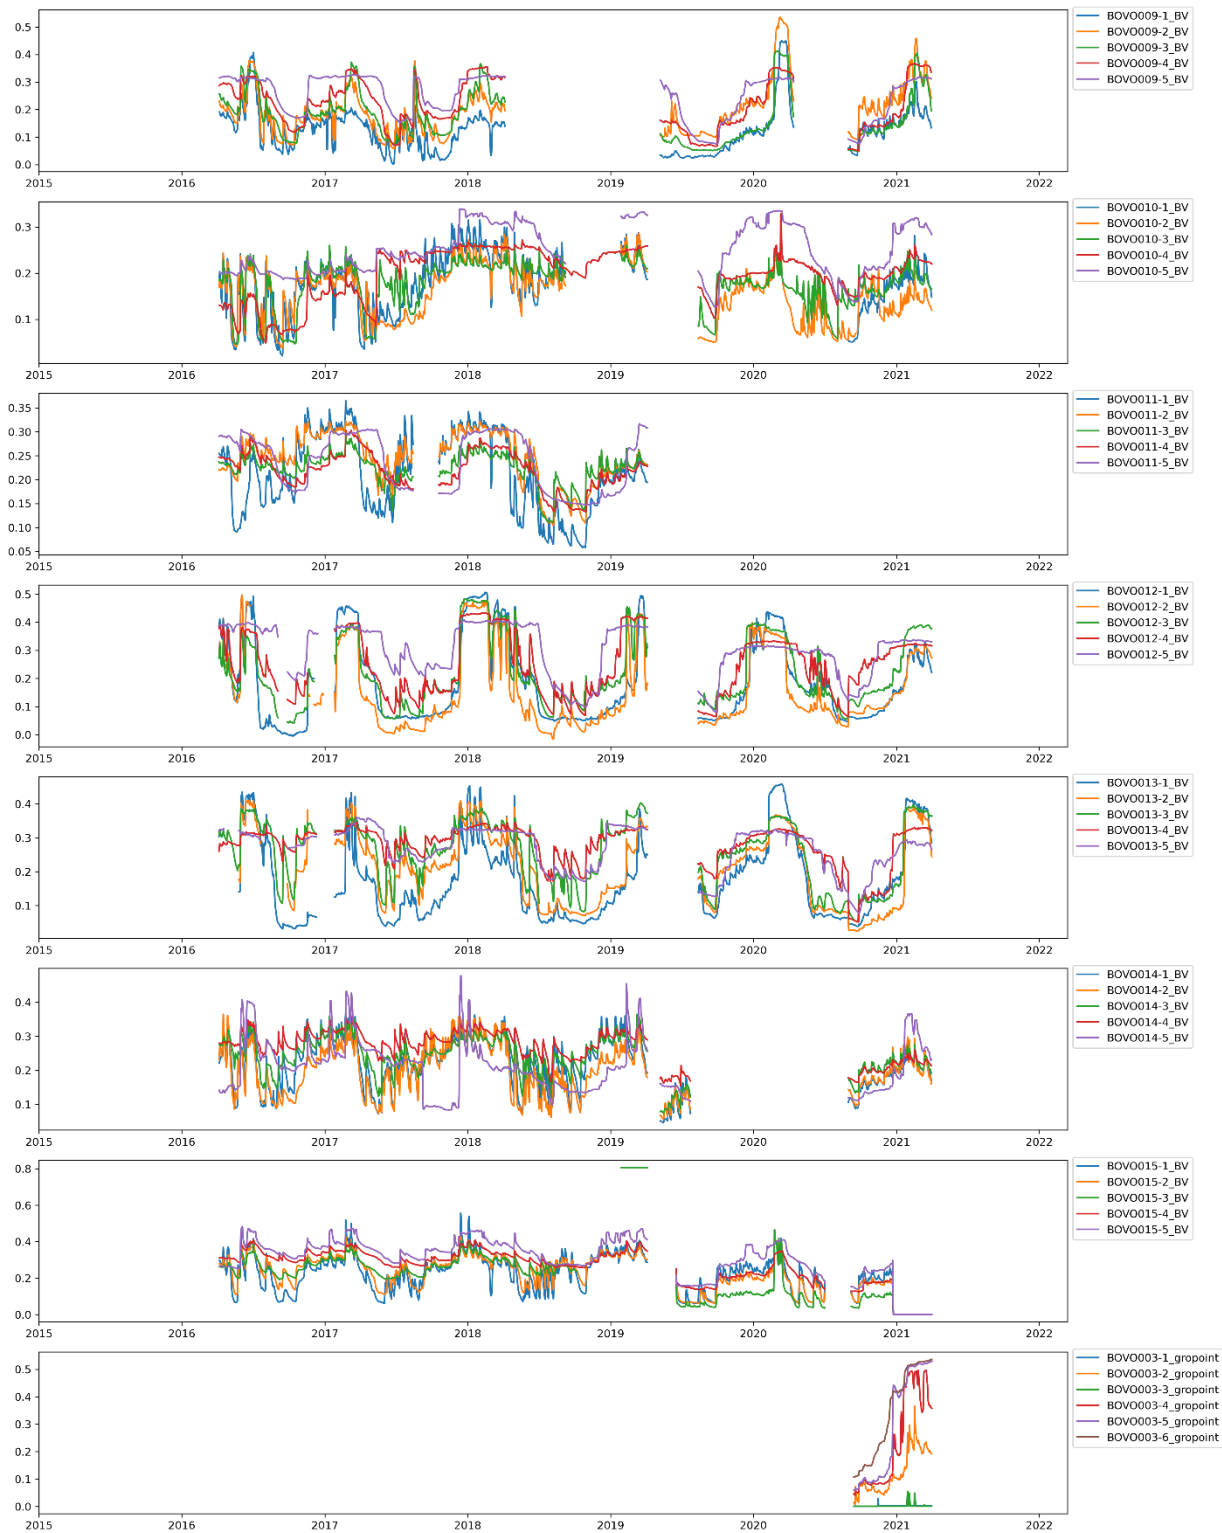 BOVO009-1_BV
BOVO009-2_BV
BOVO009-3_BV
BOVO009-4_BV
BOVO009-5_BV
0.5
0.4
0.3
0.2
0.1
0.0
2015 2016 2017 2018 2019 2020 2021 2022
BOVO010-1_BV
BOVO010-2_BV
BOVO010-3_BV
BOVO010-4_BV
BOVO010-5_BV
0.3
0.2
0.1
2015 2016 2017 2018 2019 2020 2021 2022
BOVO011-1_BV
BOVO011-2_BV
BOVO011-3_BV
BOVO011-4_BV
BOVO011-5_BV
0.35
0.30
0.25
0.20
0.15
0.10
0.05
2015 2016 2017 2018 2019 2020 2021 2022
BOVO012-1_BV
BOVO012-2_BV
BOVO012-3_BV
BOVO012-4_BV
BOVO012-5_BV
0.5
0.4
0.3
0.2
0.1
0.0
2015 2016 2017 2018 2019 2020 2021 2022
BOVO013-1_BV
BOVO013-2_BV
BOVO013-3_BV
BOVO013-4_BV
BOVO013-5_BV
0.4
0.3
0.2
0.1
2015 2016 2017 2018 2019 2020 2021 2022
BOVO014-1_BV
BOVO014-2_BV
BOVO014-3_BV
BOVO014-4_BV
BOVO014-5_BV
0.4
0.3
0.2
0.1
2015 2016 2017 2018 2019 2020 2021 2022
BOVO015-1_BV
BOVO015-2_BV
BOVO015-3_BV
BOVO015-4_BV
BOVO015-5_BV
0.8
0.6
0.4
0.2
0.0
2015 2016 2017 2018 2019 2020 2021 2022
BOVO003-1_gropoint
BOVO003-2_gropoint
BOVO003-3_gropoint
BOVO003-4_gropoint
BOVO003-5_gropoint
BOVO003-6_gropoint
0.5
0.4
0.3
0.2
0.1
0.0
2015 2016 2017 2018 2019 2020 2021 2022